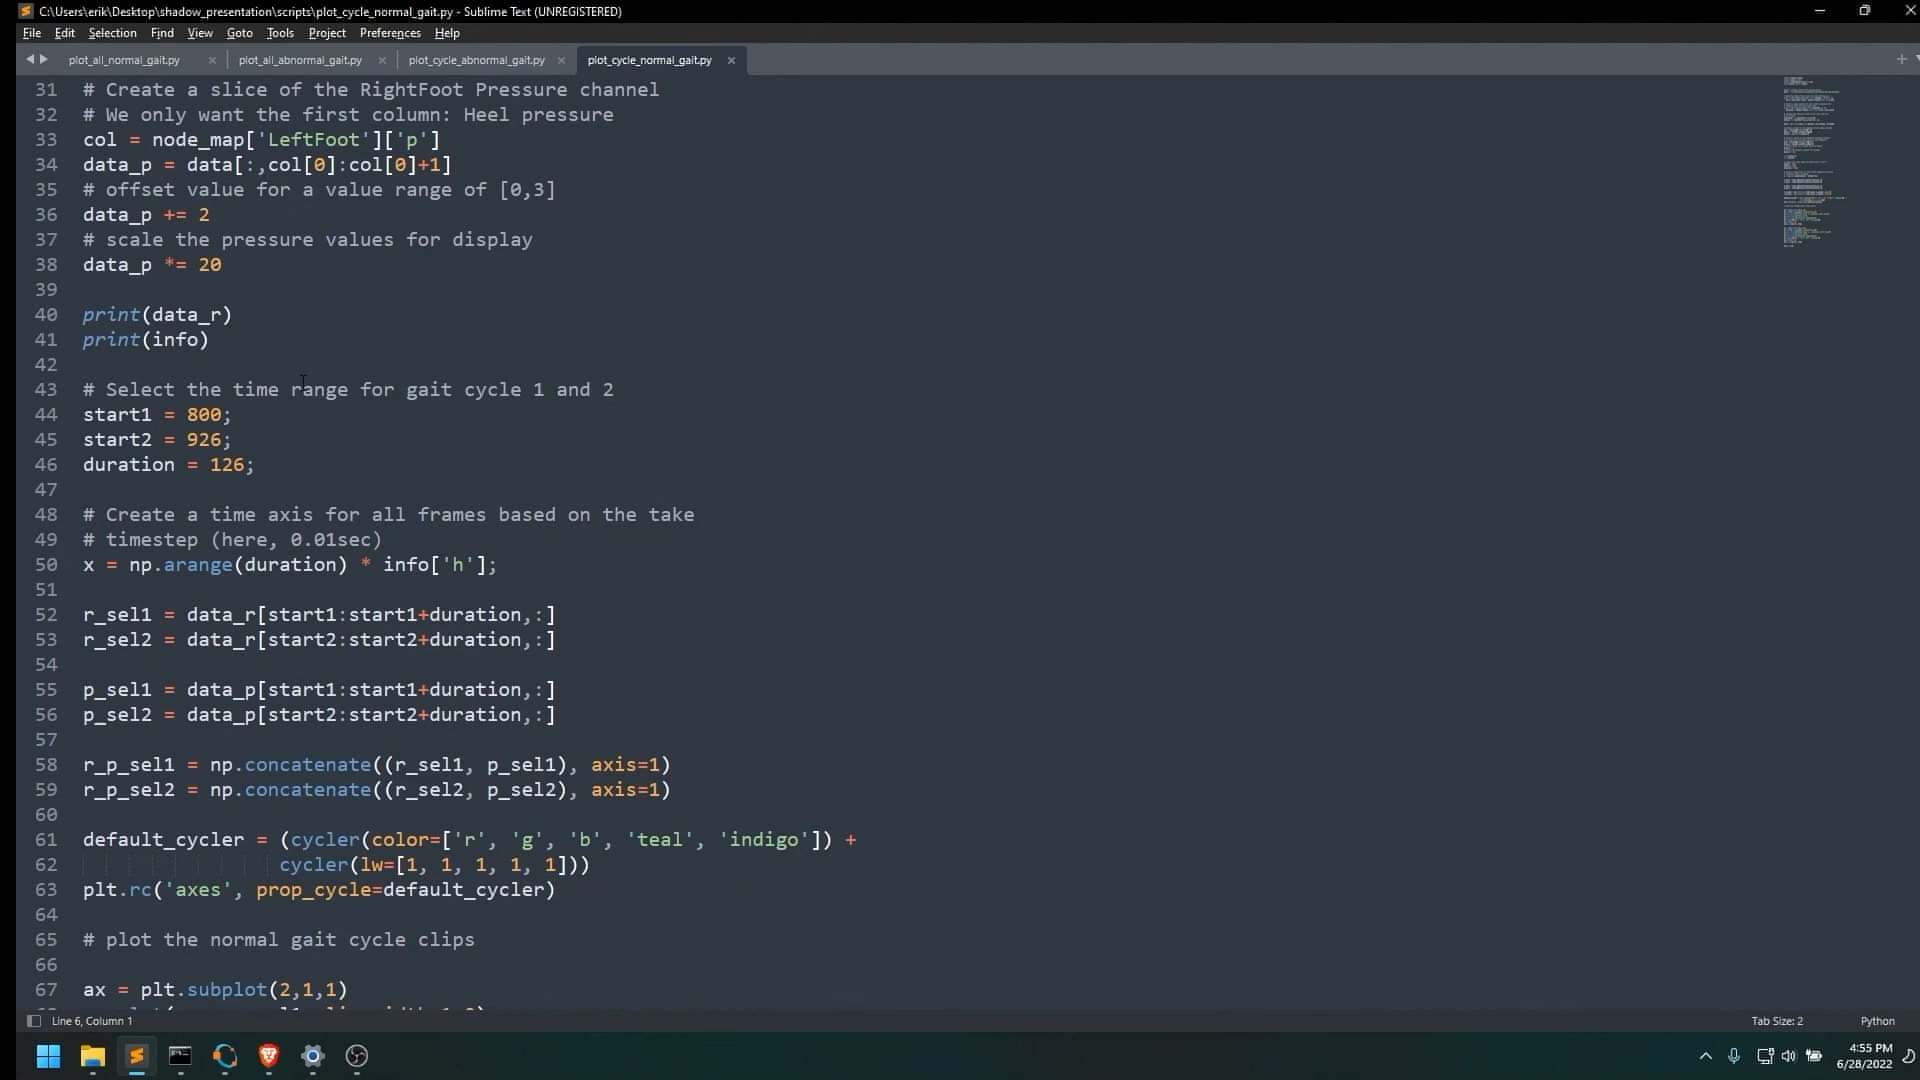 C:\Users\erik\Desktop\shadow_presentation\scripts\plot_cycle_normal_gait.py - Sublime Text (UNREGISTERED)
File Edit Selection Find View Goto Tools Project Preferences Help
plot_all_normal_gait.py plot_all_abnormal_gait.py plot_cycle_abnormal_gait.py plot_cycle_normal_gait.py
31 # Create a slice of the RightFoot Pressure channel
32 # We only want the first column: Heel pressure
33 col = node_map['LeftFoot']['p']
34 data_p = data[:,col[0]:col[0]+1]
35 # offset value for a value range of [0,3]
36 data_p += 2
37 # scale the pressure values for display
38 data_p *= 20
39
40 print(data_r)
41 print(info)
42
43 # Select the time range for gait cycle 1 and 2
44 start1 = 800;
45 start2 = 926;
46 duration = 126;
47
48 # Create a time axis for all frames based on the take
49 # timestep (here, 0.01sec)
50 x = np.arange(duration) * info['h'];
51
52 r_sel1 = data_r[start1:start1+duration,:]
53 r_sel2 = data_r[start2:start2+duration,:]
54
55 p_sel1 = data_p[start1:start1+duration,:]
56 p_sel2 = data_p[start2:start2+duration,:]
57
58 r_p_sel1 = np.concatenate((r_sel1, p_sel1), axis=1)
59 r_p_sel2 = np.concatenate((r_sel2, p_sel2), axis=1)
60
61 default_cycler = (cycler(color=['r', 'g', 'b', 'teal', 'indigo']) +
62 cycler(lw=[1, 1, 1, 1, 1]))
63 plt.rc('axes', prop_cycle=default_cycler)
64
65 # plot the normal gait cycle clips
66
67 ax = plt.subplot(2,1,1)
Line 6, Column 1 Tab Size: 2 Python
4:55 PM
6/28/2022